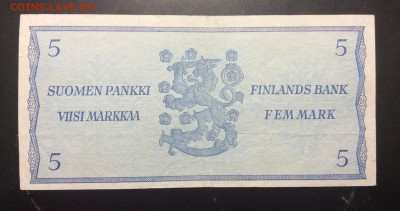 COINS.LAVE.RU
5 5
SUOMEN PANKKI FINLANDS BANK
VIISI MARKKAA FEM MARK
5 5